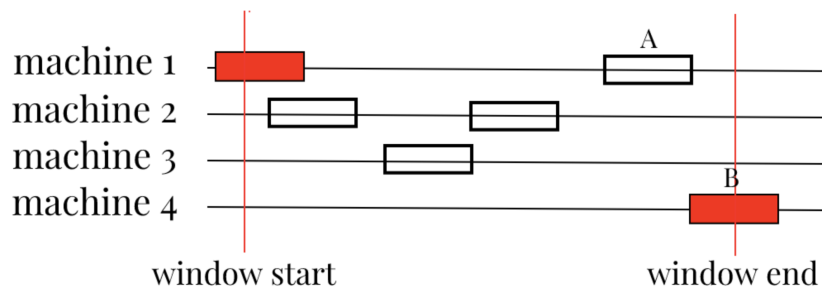 A
machine 1
machine 2
machine 3
B
machine 4
window start
window end